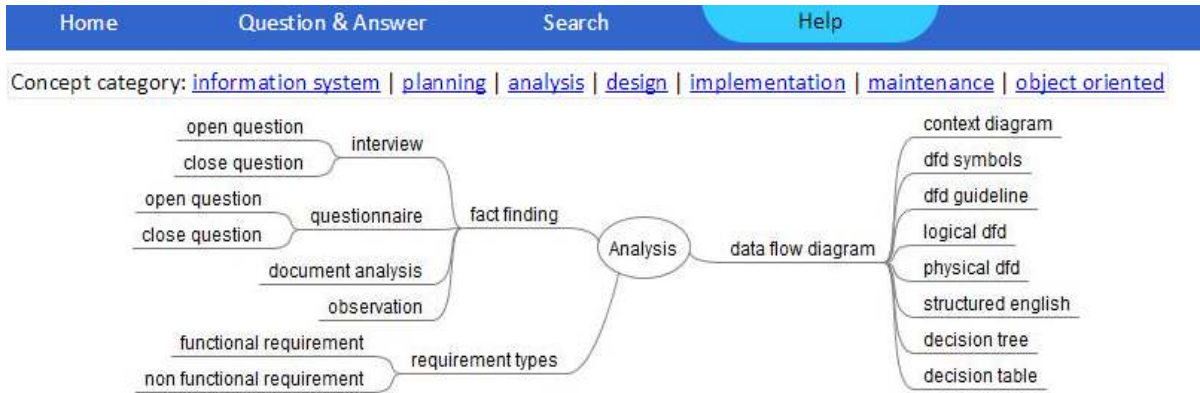 Home Question & Answer Search Help
Concept category: information system | planning | analysis | design | implementation | maintenance | object oriented
open question
close question
interview
open question
close question
questionnaire
document analysis
observation
fact finding
functional requirement
non functional requirement
requirement types
Analysis
data flow diagram
context diagram
dfd symbols
dfd guideline
logical dfd
physical dfd
structured english
decision tree
decision table